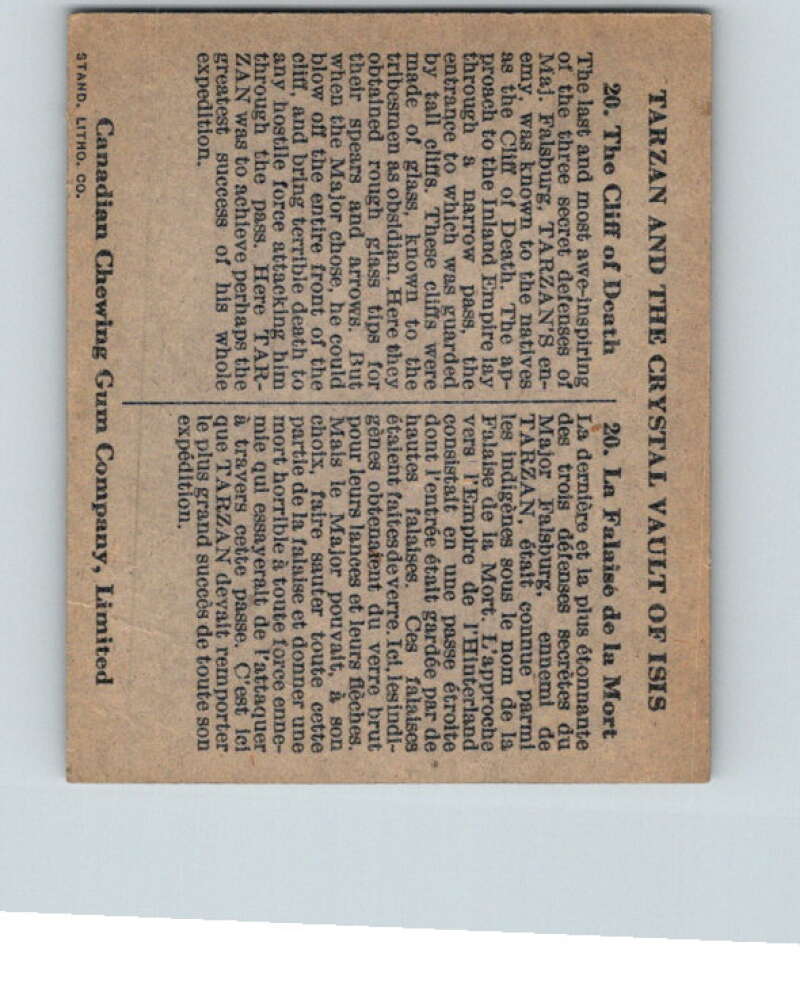 TARZAN AND THE CRYSTAL VAULT OF ISIS
20. The Cliff of Death
The last and most awe-inspiring
of the three secret defenses of
Maj. Falsburg, TARZAN'S en-
emy, was known to the natives
as the Cliff of Death. The ap-
proach to the Inland Empire lay
through a narrow pass, the
entrance to which was guarded
by tall cliffs. These cliffs were
made of glass, known to the
tribesmen as obsidian. Here they
obtained rough glass tips for
their spears and arrows. But
when the Major chose, he could
blow off the entire front of the
cliff, and bring terrible death to
any hostile force attacking him
through the pass. Here TAR-
ZAN was to achieve perhaps the
greatest success of his whole
expedition.
20. La Falaise de la Mort
La dernière et la plus étonnante
des trois défenses secrètes du
Major Falsburg, ennemi de
TARZAN, était connue parmi
les indigènes sous le nom de la
Falaise de la Mort. L'approche
vers l'Empire de l'Hinterland
consistait en une passe étroite
dont l'entrée était gardée par de
hautes falaises. Ces falaises
étaient faites de verre. Ici, les indi-
gènes obtenaient du verre brut
pour leurs lances et leurs flèches.
Mais le Major pouvait, à son
choix, faire sauter toute cette
partie de la falaise et donner une
mort horrible à toute force enne-
mie qui essayerait de l'attaquer
à travers cette passe. C'est ici
que TARZAN devait remporter
le plus grand succès de toute son
expédition.
Canadian Chewing Gum Company, Limited
STAND. LITHO. CO.